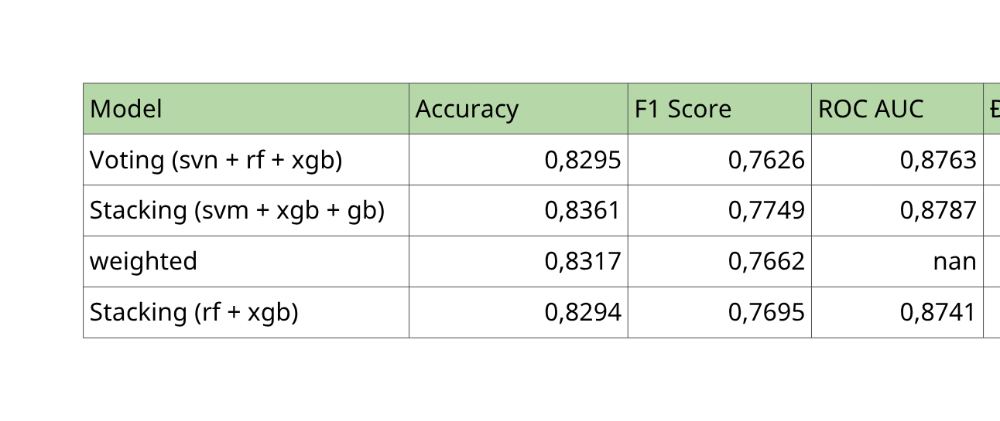 Model Accuracy F1 Score ROC AUC
Voting (svn + rf + xgb) 0,8295 0,7626 0,8763
Stacking (svm + xgb + gb) 0,8361 0,7749 0,8787
weighted 0,8317 0,7662 nan
Stacking (rf + xgb) 0,8294 0,7695 0,8741